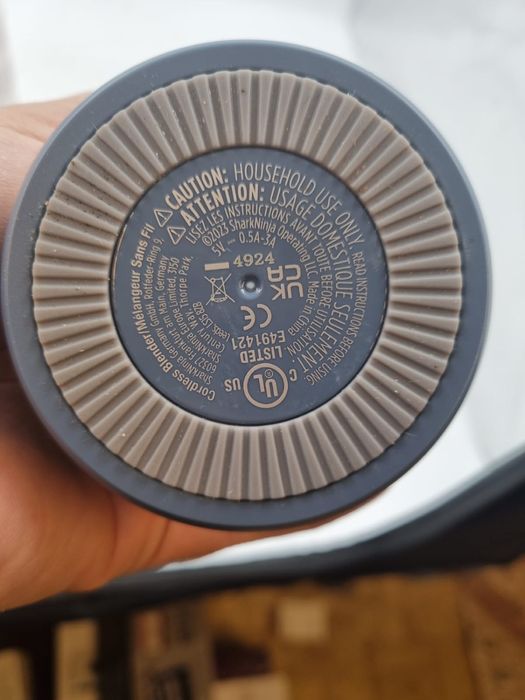 ⚠CAUTION: HOUSEHOLD USE ONLY. READ INSTRUCTIONS BEFORE USING.
⚠ATTENTION: USAGE DOMESTIQUE SEULEMENT.
LISEZ LES INSTRUCTIONS AVANT TOUTE UTILISATION
©2023 SharkNinja Operating LLC Made in China
5V⎓ 0.5A-3A
4924
UK
CA
CE
E491421
LISTED
C UL US
®
Cordless Blender/Mélangeur Sans Fil
SharkNinja Germany GmbH, Rotfeder-Ring 9,
60327 Frankfurt am Main, Germany
SharkNinja Europe Limited, 3150
Century Way, Thorpe Park,
Leeds, LS15 8ZB